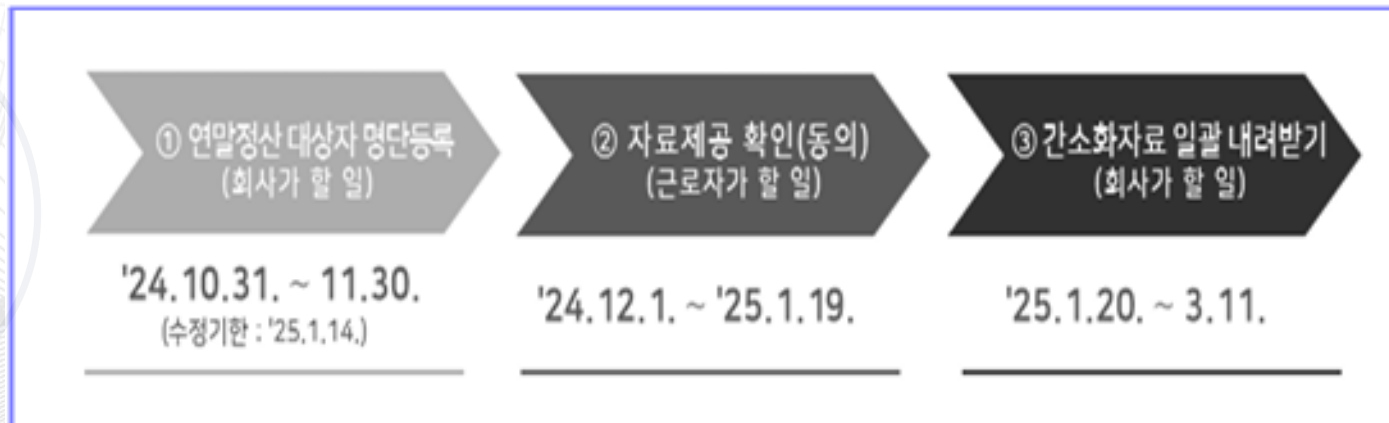 ① 연말정산 대상자 명단등록
(회사가 할 일)
'24.10.31. ~ 11.30.
(수정기한 : '25.1.14.)
② 자료제공 확인(동의)
(근로자가 할 일)
'24.12.1. ~ '25.1.19.
③ 간소화자료 일괄 내려받기
(회사가 할 일)
'25.1.20. ~ 3.11.